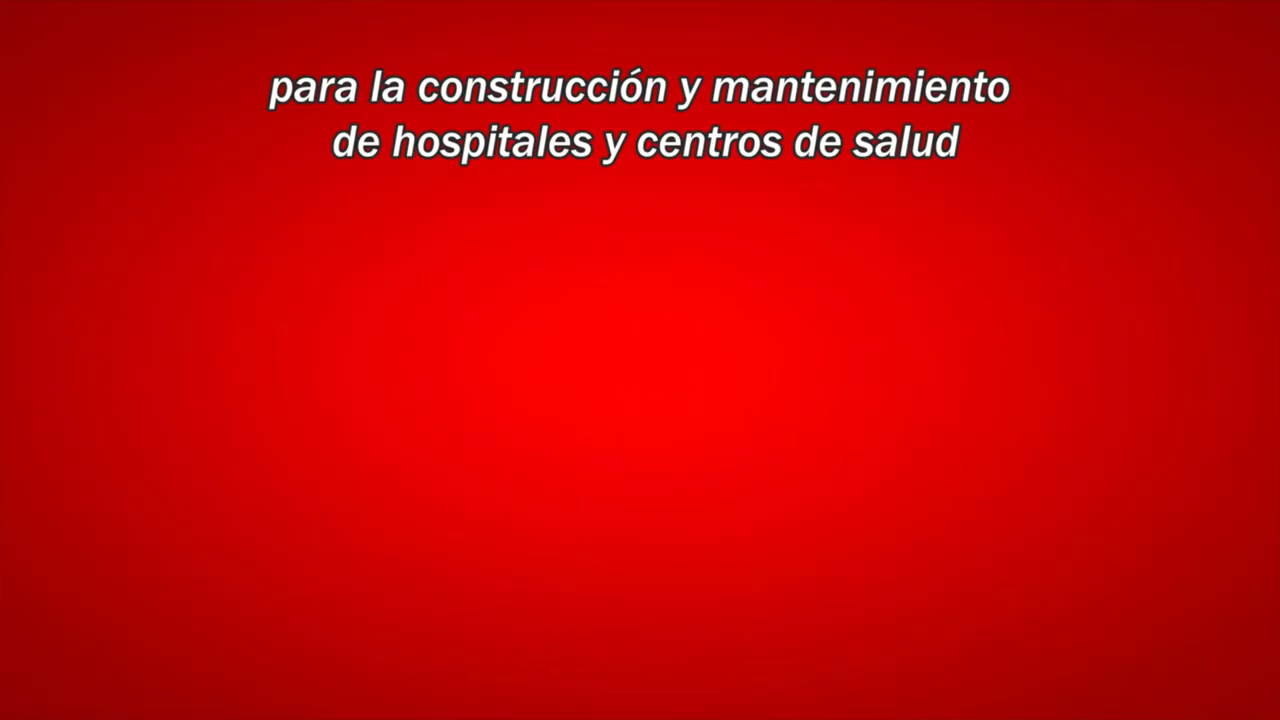 para la construcción y mantenimiento
de hospitales y centros de salud